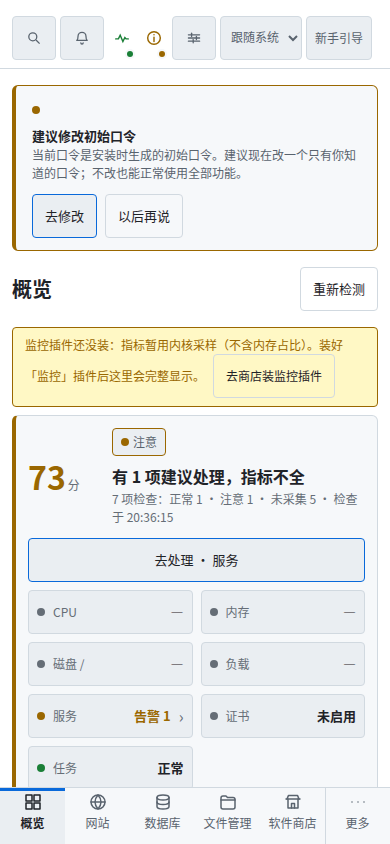 跟随系统
新手引导
建议修改初始口令
当前口令是安装时生成的初始口令。建议现在改一个只有你知
道的口令；不改也能正常使用全部功能。
去修改
以后再说
概览
重新检测
监控插件还没装：指标暂用内核采样（不含内存占比）。装好
「监控」插件后这里会完整显示。
去商店装监控插件
注意
73分
有 1 项建议处理，指标不全
7 项检查：正常 1 · 注意 1 · 未采集 5 · 检查
于 20:36:15
去处理 · 服务
CPU —
内存 —
磁盘 / —
负载 —
服务 告警 1 ›
证书 未启用
任务 正常
概览
网站
数据库
文件管理
软件商店
更多